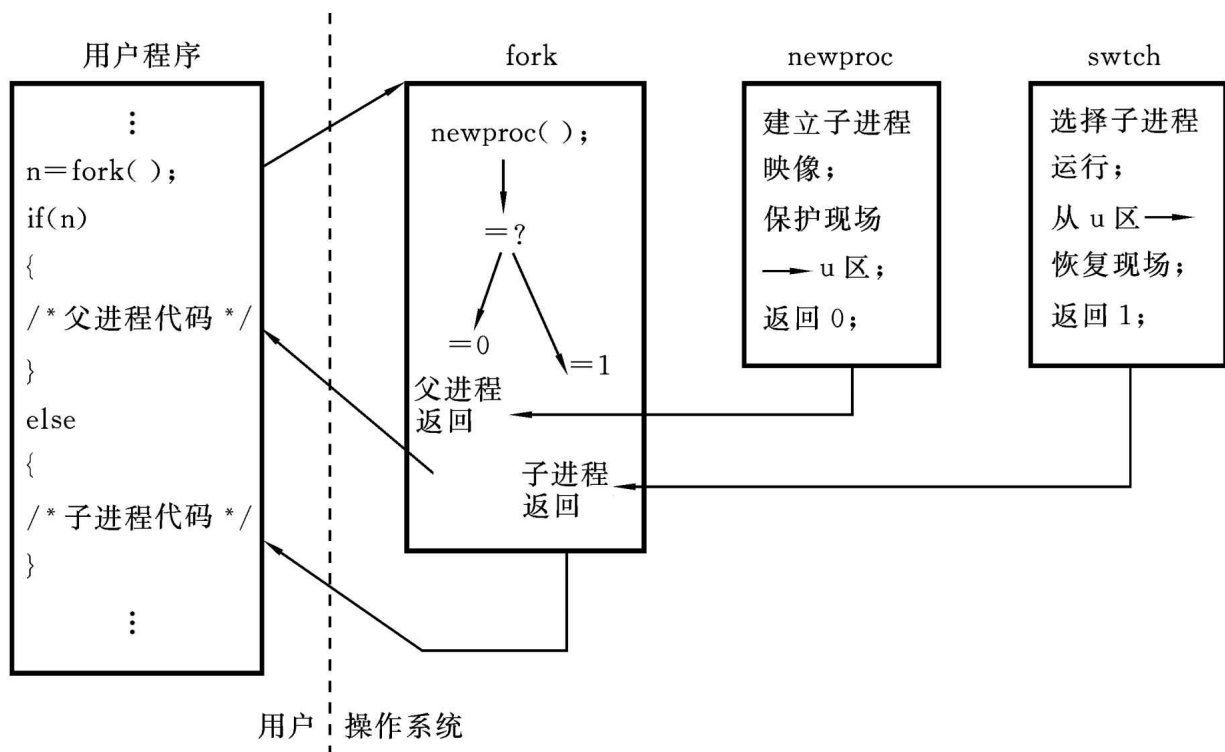 用户程序
⋮
n=fork( );
if(n)
{
/*父进程代码*/
}
else
{
/*子进程代码*/
}
⋮
fork
newproc( );
=?
=0
=1
父进程
返回
子进程
返回
newproc
建立子进程
映像;
保护现场
→ u 区;
返回 0;
swtch
选择子进程
运行;
从 u 区 →
恢复现场;
返回 1;
用户
操作系统